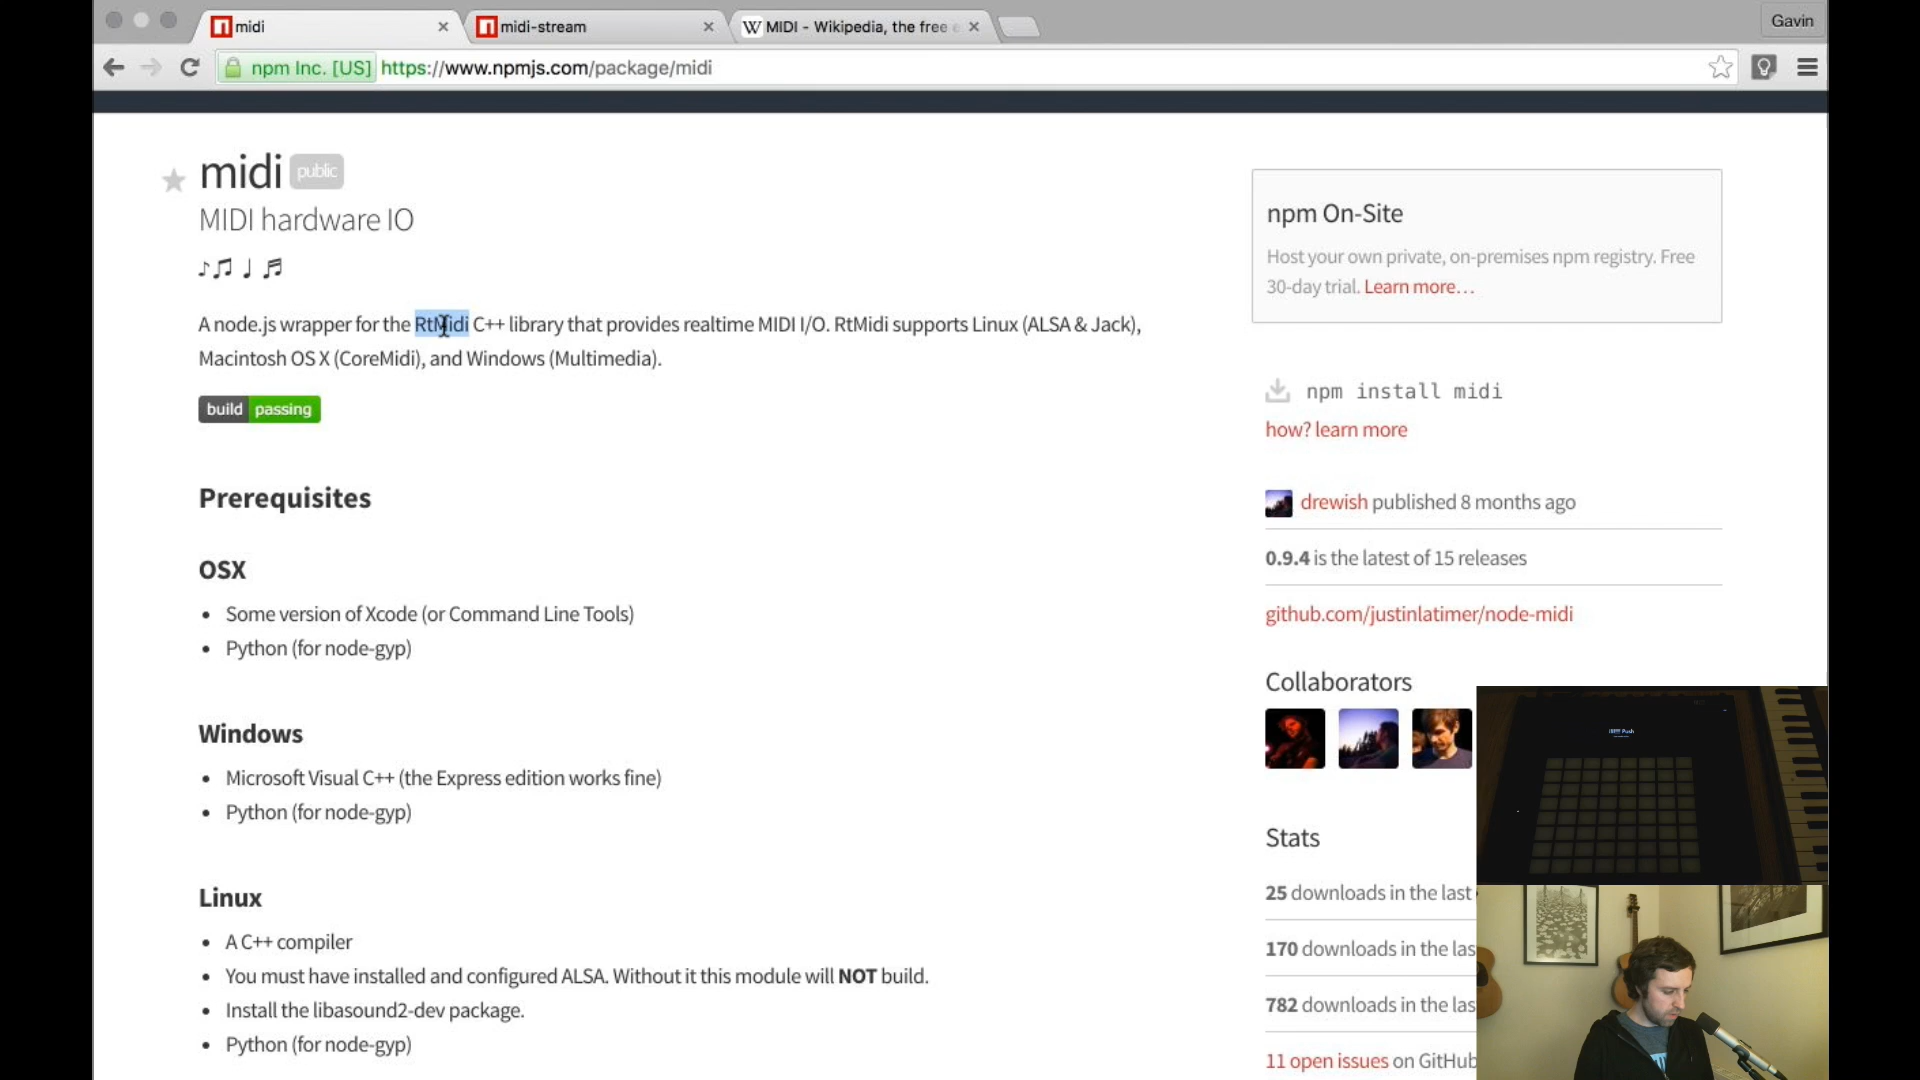 midi
midi-stream
MIDI - Wikipedia, the free e
Gavin
npm Inc. [US] https://www.npmjs.com/package/midi
midi public
MIDI hardware IO
♪♫ ♩ ♬
A node.js wrapper for the RtMidi C++ library that provides realtime MIDI I/O. RtMidi supports Linux (ALSA & Jack),
Macintosh OS X (CoreMidi), and Windows (Multimedia).
build passing
Prerequisites
OSX
• Some version of Xcode (or Command Line Tools)
• Python (for node-gyp)
Windows
• Microsoft Visual C++ (the Express edition works fine)
• Python (for node-gyp)
Linux
• A C++ compiler
• You must have installed and configured ALSA. Without it this module will NOT build.
• Install the libasound2-dev package.
• Python (for node-gyp)
npm On-Site
Host your own private, on-premises npm registry. Free
30-day trial. Learn more…
npm install midi
how? learn more
drewish published 8 months ago
0.9.4 is the latest of 15 releases
github.com/justinlatimer/node-midi
Collaborators
Stats
25 downloads in the last
170 downloads in the las
782 downloads in the las
11 open issues on GitHub
Push